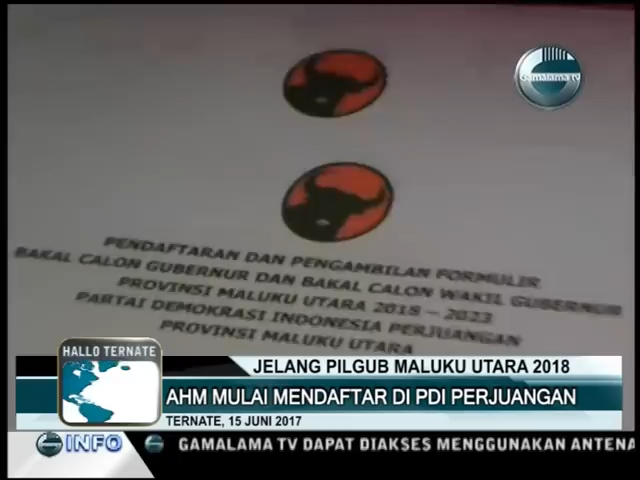 Gamalama tv
PENDAFTARAN DAN PENGAMBILAN FORMULIR
BAKAL CALON GUBERNUR DAN BAKAL CALON WAKIL GUBERNUR
PROVINSI MALUKU UTARA 2018 – 2023
PARTAI DEMOKRASI INDONESIA PERJUANGAN
PROVINSI MALUKU UTARA
HALLO TERNATE
JELANG PILGUB MALUKU UTARA 2018
AHM MULAI MENDAFTAR DI PDI PERJUANGAN
TERNATE, 15 JUNI 2017
INFO
GAMALAMA TV DAPAT DIAKSES MENGGUNAKAN ANTENA